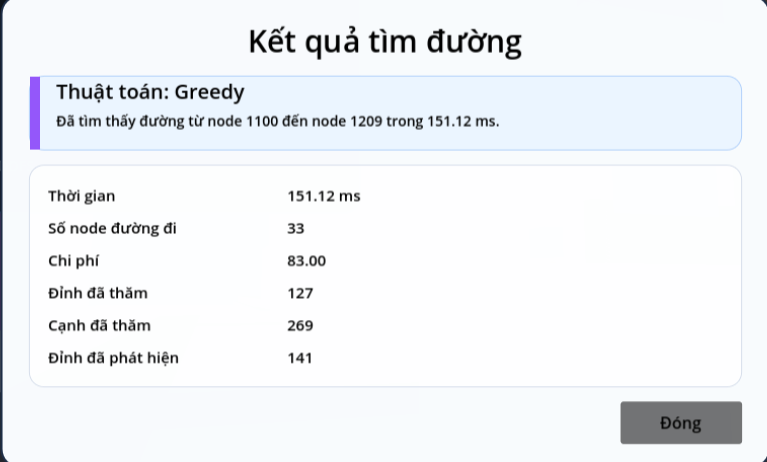 Kết quả tìm đường
Thuật toán: Greedy
Đã tìm thấy đường từ node 1100 đến node 1209 trong 151.12 ms.
Thời gian 151.12 ms
Số node đường đi 33
Chi phí 83.00
Đỉnh đã thăm 127
Cạnh đã thăm 269
Đỉnh đã phát hiện 141
Đóng